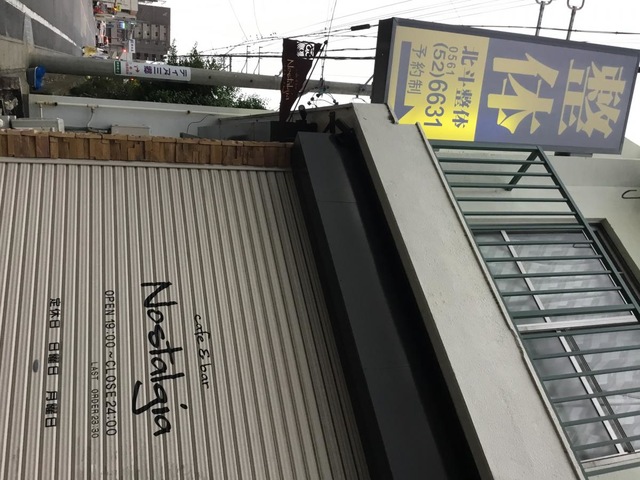 整体
北斗整体
0561
(52)6631
予約制
Nostalgia
cafe & bar
Nostalgia
OPEN 19:00～CLOSE 24:00
LAST ORDER 23:30
定休日 日曜日 月曜日